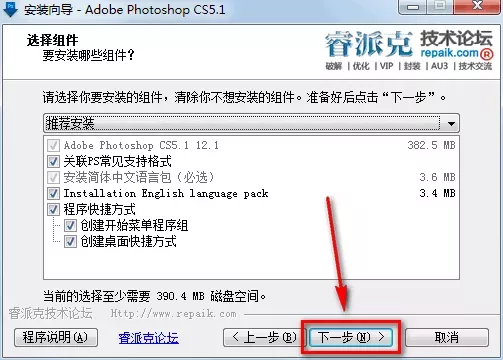 安装向导 - Adobe Photoshop CS5.1
选择组件
要安装哪些组件？
睿派克 技术论坛
repaik.com®
破解 | 优化 | VIP | 封装 | AU3 | 技术交流
请选择你要安装的组件，清除你不想安装的组件。准备好后点击“下一步”。
推荐安装
Adobe Photoshop CS5.1 12.1 382.5 MB
关联PS常见支持格式
安装简体中文语言包（必选） 3.6 MB
Installation English language pack 3.4 MB
程序快捷方式
创建开始菜单程序组
创建桌面快捷方式
当前的选择至少需要 390.4 MB 磁盘空间。
睿派克技术论坛 Http://www.repaik.com
程序说明(A) 睿派克论坛 < 上一步(B) 下一步(N) > 取消